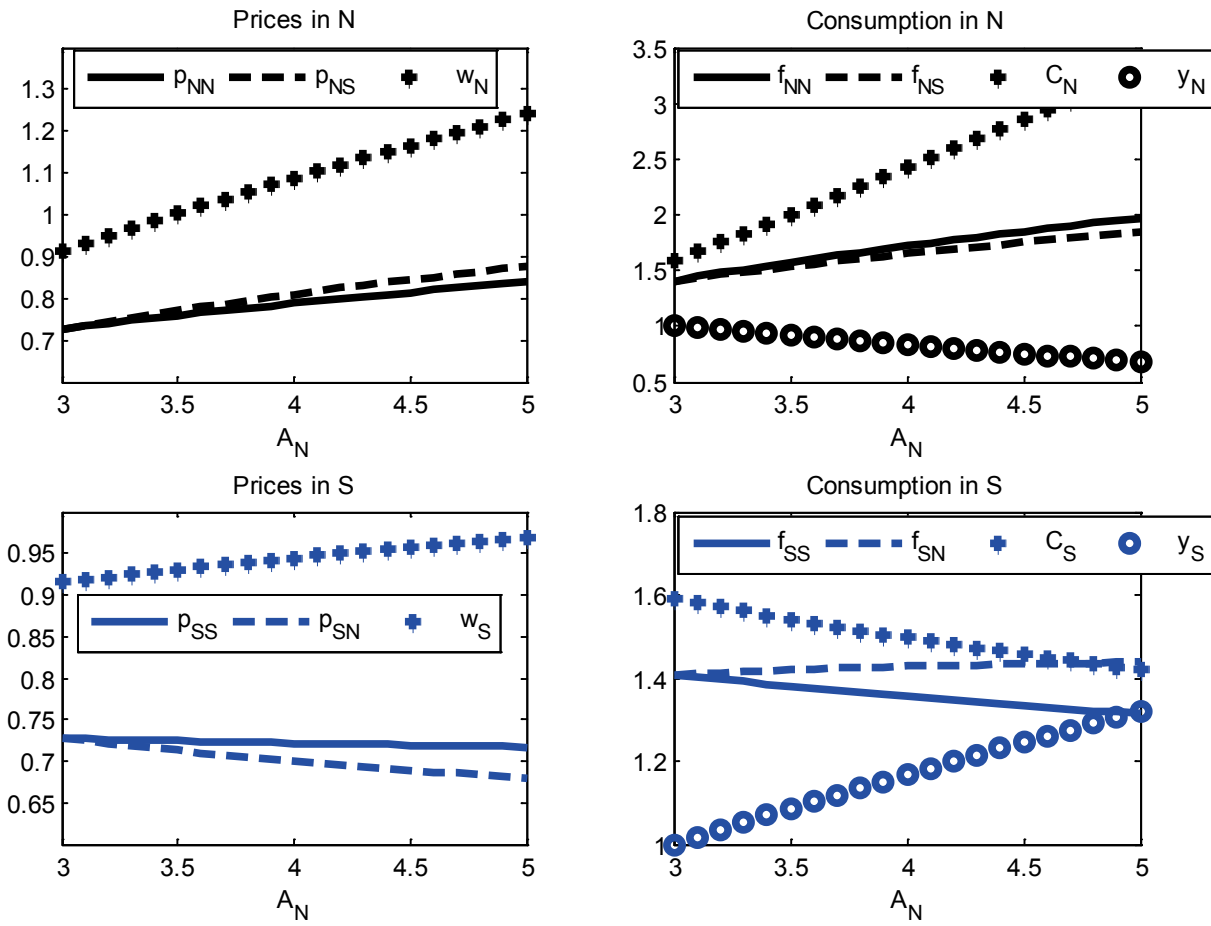 Prices in N
p_NN p_NS w_N
1.3
1.2
1.1
1
0.9
0.8
0.7
3 3.5 4 4.5 5
A_N
Consumption in N
f_NN f_NS C_N y_N
3.5
3
2.5
2
1.5
1
0.5
3 3.5 4 4.5 5
A_N
Prices in S
p_SS p_SN w_S
0.95
0.9
0.85
0.8
0.75
0.7
0.65
3 3.5 4 4.5 5
A_N
Consumption in S
f_SS f_SN C_S y_S
1.8
1.6
1.4
1.2
1
3 3.5 4 4.5 5
A_N